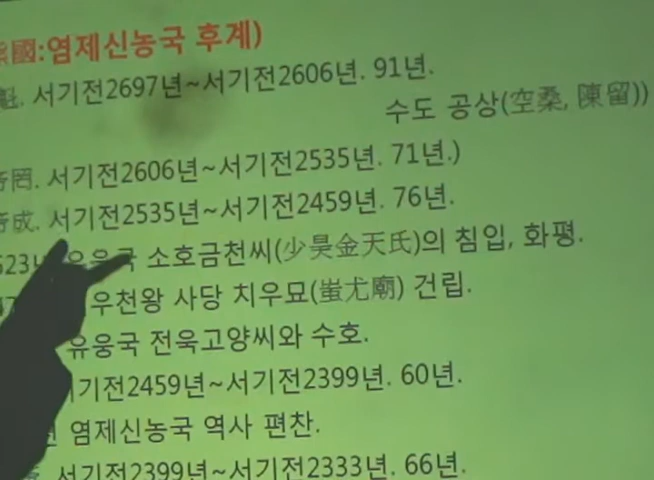 國:염제신농국 후계)
魁. 서기전2697년~서기전2606년. 91년.
수도 공상(空桑, 陳留))
帝罔. 서기전2606년~서기전2535년. 71년.)
帝成. 서기전2535년~서기전2459년. 76년.
소호금천씨(少昊金天氏)의 침입, 화평.
우천왕 사당 치우묘(蚩尤廟) 건립.
유웅국 전욱고양씨와 수호.
기전2459년~서기전2399년. 60년.
염제신농국 역사 편찬.
서기전2399년~서기전2333년. 66년.